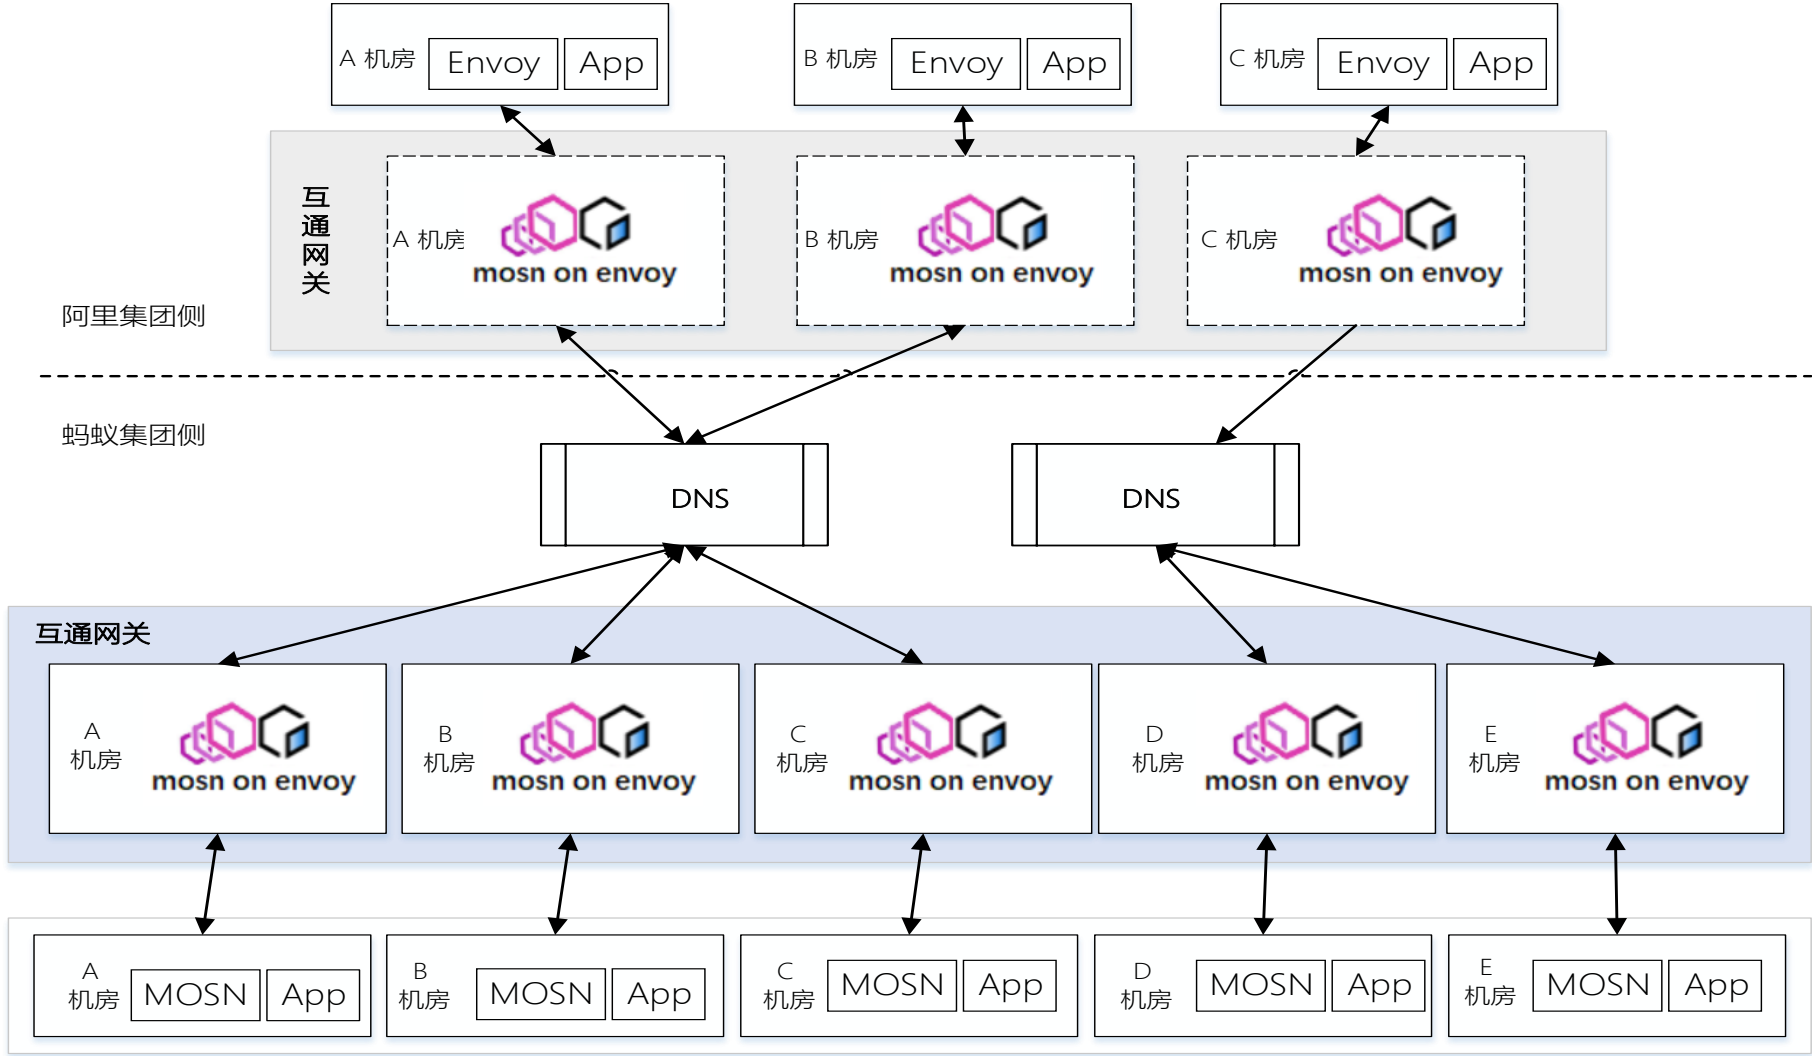 A 机房 Envoy App
B 机房 Envoy App
C 机房 Envoy App
互通网关
A 机房 mosn on envoy
B 机房 mosn on envoy
C 机房 mosn on envoy
阿里集团侧
蚂蚁集团侧
DNS
DNS
互通网关
A
机房
mosn on envoy
B
机房
mosn on envoy
C
机房
mosn on envoy
D
机房
mosn on envoy
E
机房
mosn on envoy
A
机房
MOSN App
B
机房
MOSN App
C
机房
MOSN App
D
机房
MOSN App
E
机房
MOSN App